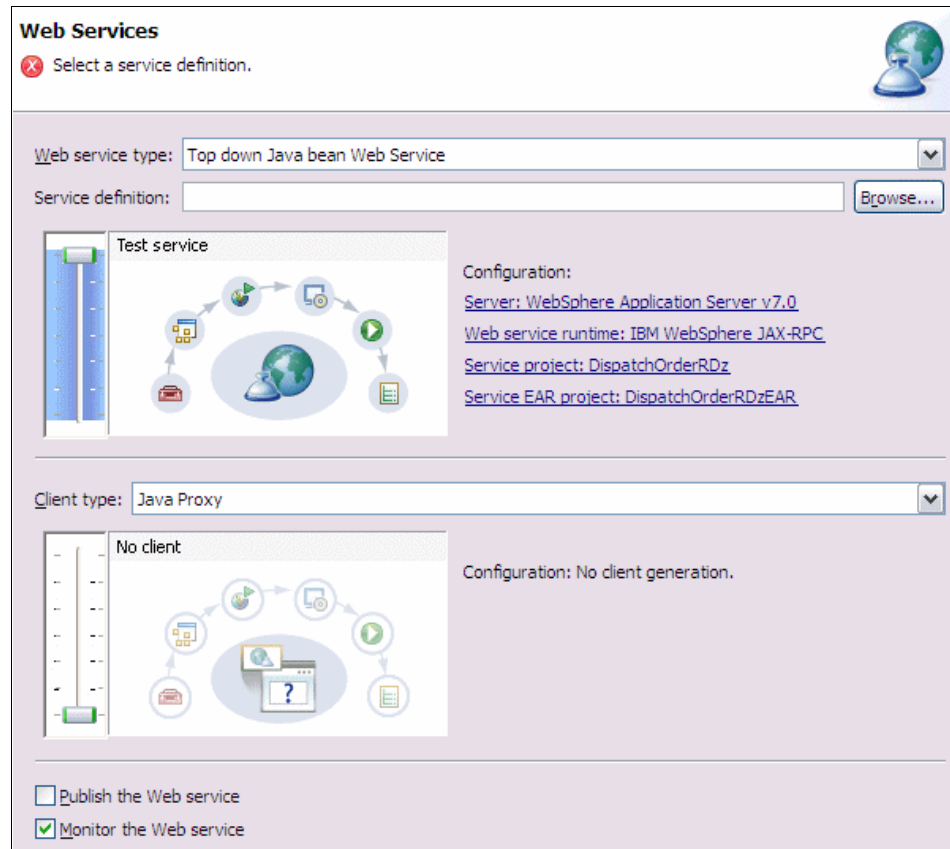 Web Services
Select a service definition.
Web service type: Top down Java bean Web Service
Service definition: Browse...
Test service
Configuration:
Server: WebSphere Application Server v7.0
Web service runtime: IBM WebSphere JAX-RPC
Service project: DispatchOrderRDz
Service EAR project: DispatchOrderRDzEAR
Client type: Java Proxy
No client
Configuration: No client generation.
?
Publish the Web service
Monitor the Web service